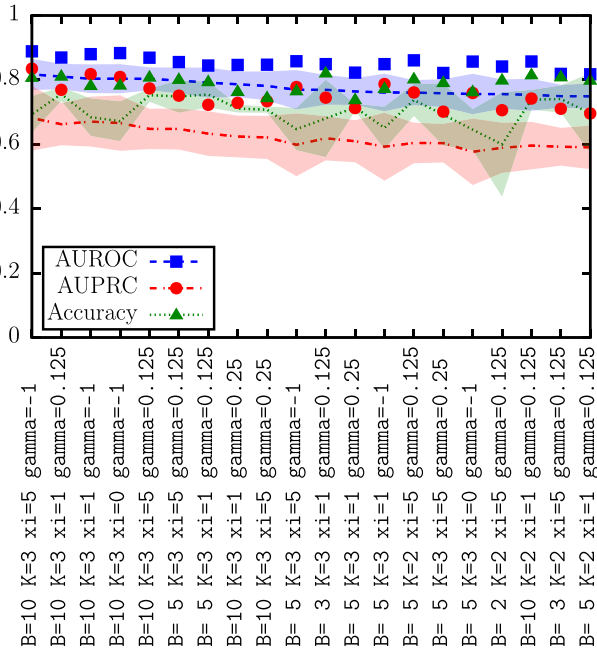 1
0.8
0.6
0.4
0.2
0
AUROC
AUPRC
Accuracy
B=10 K=3 xi=5 gamma=-1
B=10 K=3 xi=1 gamma=0.125
B=10 K=3 xi=1 gamma=-1
B=10 K=3 xi=0 gamma=-1
B=10 K=3 xi=5 gamma=0.125
B= 5 K=3 xi=5 gamma=0.125
B= 5 K=3 xi=1 gamma=0.125
B=10 K=3 xi=1 gamma=0.25
B=10 K=3 xi=5 gamma=0.25
B= 5 K=3 xi=5 gamma=-1
B= 3 K=3 xi=1 gamma=0.125
B= 5 K=3 xi=1 gamma=0.25
B= 5 K=3 xi=1 gamma=-1
B= 5 K=2 xi=5 gamma=0.125
B= 5 K=3 xi=5 gamma=0.25
B= 5 K=3 xi=0 gamma=-1
B= 2 K=2 xi=5 gamma=0.125
B=10 K=2 xi=1 gamma=0.125
B= 3 K=2 xi=5 gamma=0.125
B= 5 K=2 xi=1 gamma=0.125